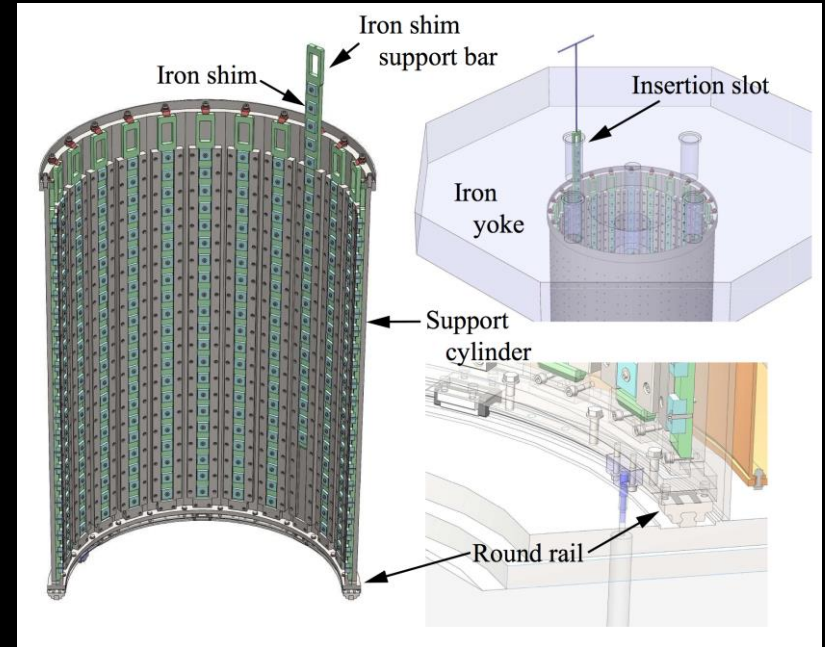 Iron shim
support bar
Iron shim
Insertion slot
Iron
yoke
Support
cylinder
Round rail